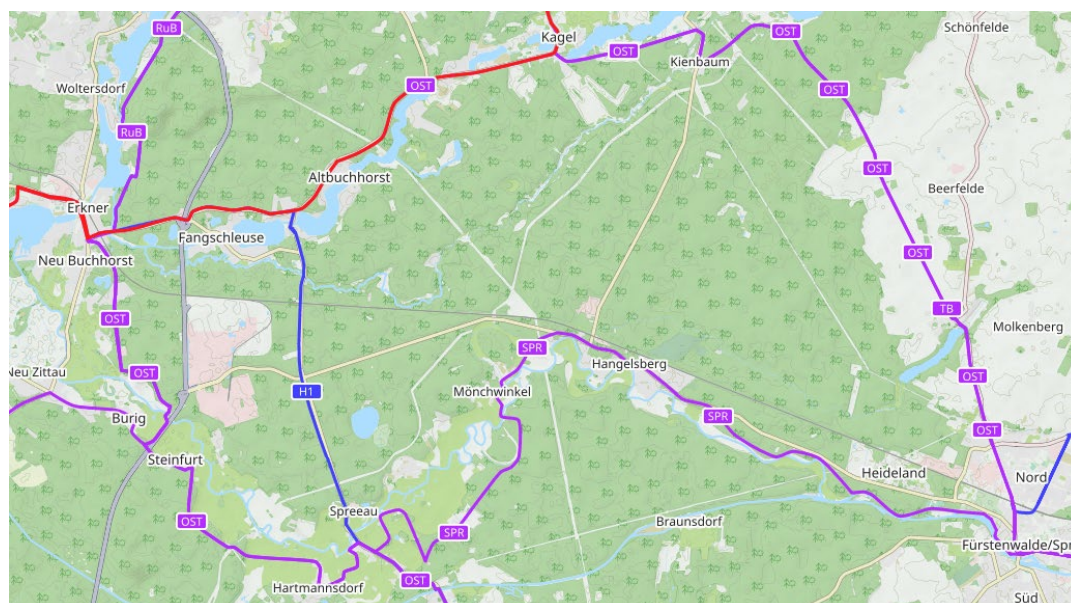 RuB
Kagel
OST
OST
Schönfelde
Kienbaum
Woltersdorf
OST
OST
RuB
OST
Altbuchhorst
Beerfelde
Erkner
Fangschleuse
OST
Neu Buchhorst
TB
OST
SPR
Molkenberg
Neu Zittau
OST
Hangelsberg
OST
H1
Mönchwinkel
Burig
SPR
OST
Steinfurt
Heideland
Nord
Spreeau
OST
Braunsdorf
SPR
Fürstenwalde/Spr
Hartmannsdorf
OST
Süd